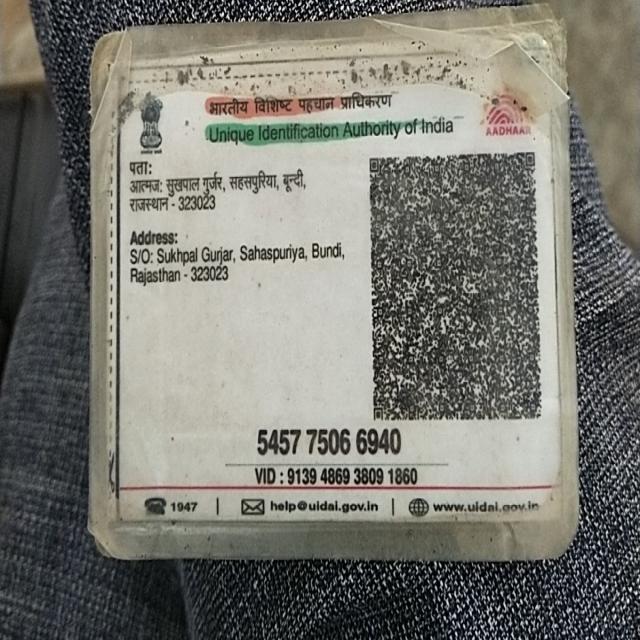 भारतीय विशिष्ट पहचान प्राधिकरण
Unique Identification Authority of India
AADHAAR
पता:
आत्मज: सुखपाल गुर्जर, सहसपुरिया, बून्दी,
राजस्थान - 323023
Address:
S/O: Sukhpal Gurjar, Sahaspuriya, Bundi,
Rajasthan - 323023
5457 7506 6940
VID : 9139 4869 3809 1860
1947
help@uidai.gov.in
www.uidai.gov.in